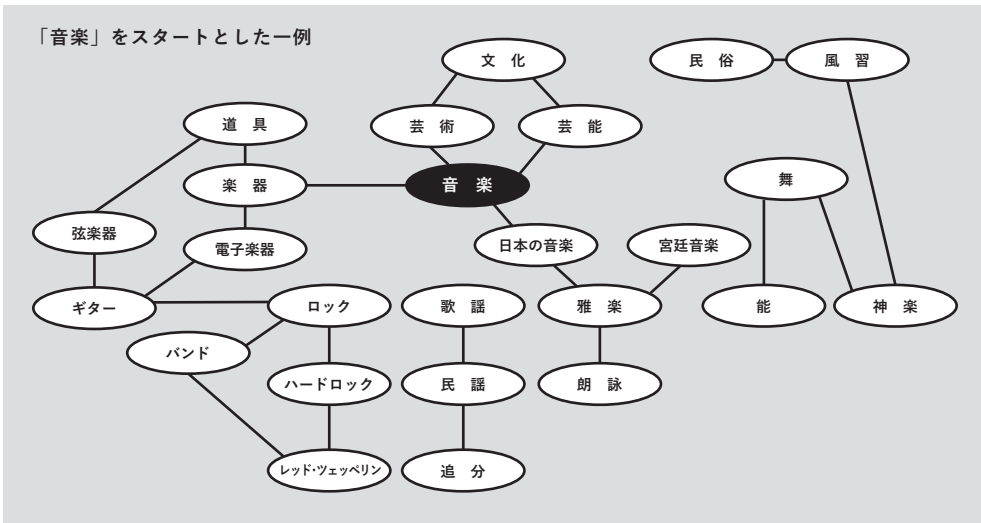 「音楽」をスタートとした一例
文化
民俗
風習
道具
芸術
芸能
楽器
音楽
舞
弦楽器
電子楽器
日本の音楽
宮廷音楽
ギター
ロック
歌謡
雅楽
能
神楽
バンド
ハードロック
民謡
朗詠
レッド・ツェッペリン
追分